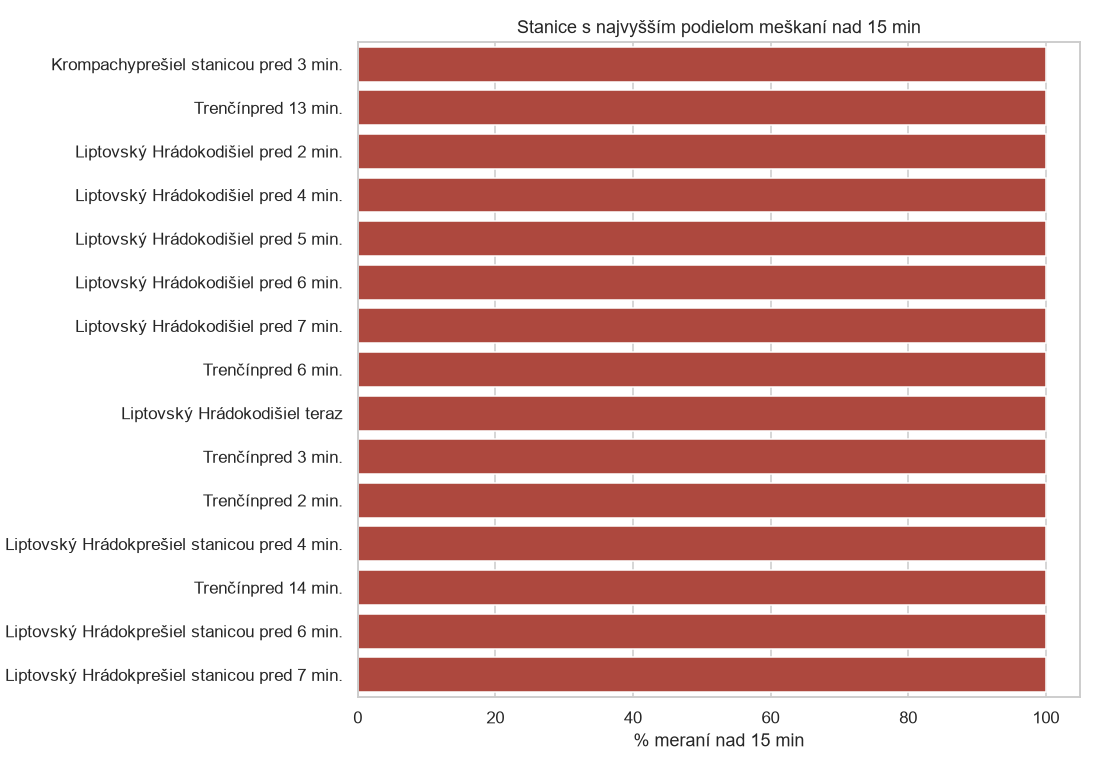 Stanice s najvyšším podielom meškaní nad 15 min
Krompachyprešiel stanicou pred 3 min.
Trenčínpred 13 min.
Liptovský Hrádokodišiel pred 2 min.
Liptovský Hrádokodišiel pred 4 min.
Liptovský Hrádokodišiel pred 5 min.
Liptovský Hrádokodišiel pred 6 min.
Liptovský Hrádokodišiel pred 7 min.
Trenčínpred 6 min.
Liptovský Hrádokodišiel teraz
Trenčínpred 3 min.
Trenčínpred 2 min.
Liptovský Hrádokprešiel stanicou pred 4 min.
Trenčínpred 14 min.
Liptovský Hrádokprešiel stanicou pred 6 min.
Liptovský Hrádokprešiel stanicou pred 7 min.
0 20 40 60 80 100
% meraní nad 15 min